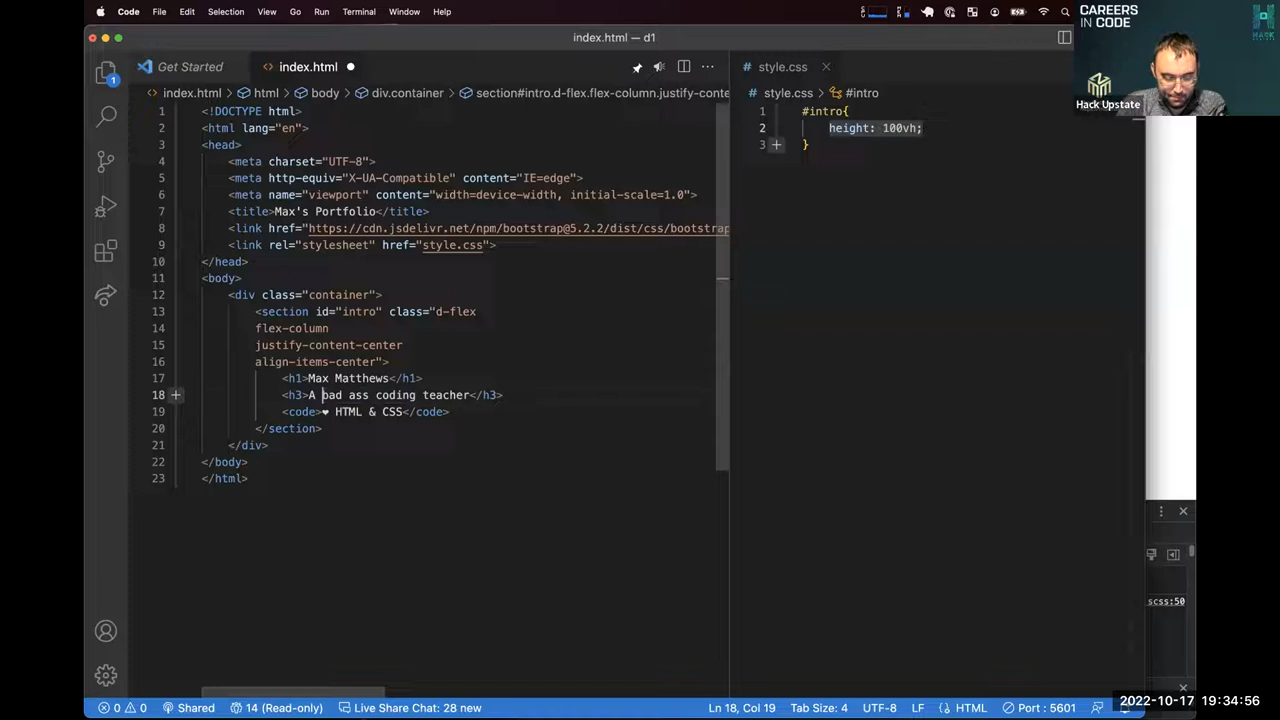 Code File Edit Selection View Go Run Terminal Window Help
CAREERS
IN CODE
Hack Upstate
index.html — d1
Get Started
index.html
style.css
index.html > html > body > div.container > section#intro.d-flex.flex-column.justify-conte
style.css > #intro
1 <!DOCTYPE html>
2 <html lang="en">
3 <head>
4 <meta charset="UTF-8">
5 <meta http-equiv="X-UA-Compatible" content="IE=edge">
6 <meta name="viewport" content="width=device-width, initial-scale=1.0">
7 <title>Max's Portfolio</title>
8 <link href="https://cdn.jsdelivr.net/npm/bootstrap@5.2.2/dist/css/bootstrap
9 <link rel="stylesheet" href="style.css">
10 </head>
11 <body>
12 <div class="container">
13 <section id="intro" class="d-flex
14 flex-column
15 justify-content-center
16 align-items-center">
17 <h1>Max Matthews</h1>
18 <h3>A bad ass coding teacher</h3>
19 <code>❤ HTML & CSS</code>
20 </section>
21 </div>
22 </body>
23 </html>
1 #intro{
2 height: 100vh;
3 }
scss:50
1
0 0 Shared 14 (Read-only) Live Share Chat: 28 new Ln 18, Col 19 Tab Size: 4 UTF-8 LF HTML Port : 5601
2022-10-17 19:34:56